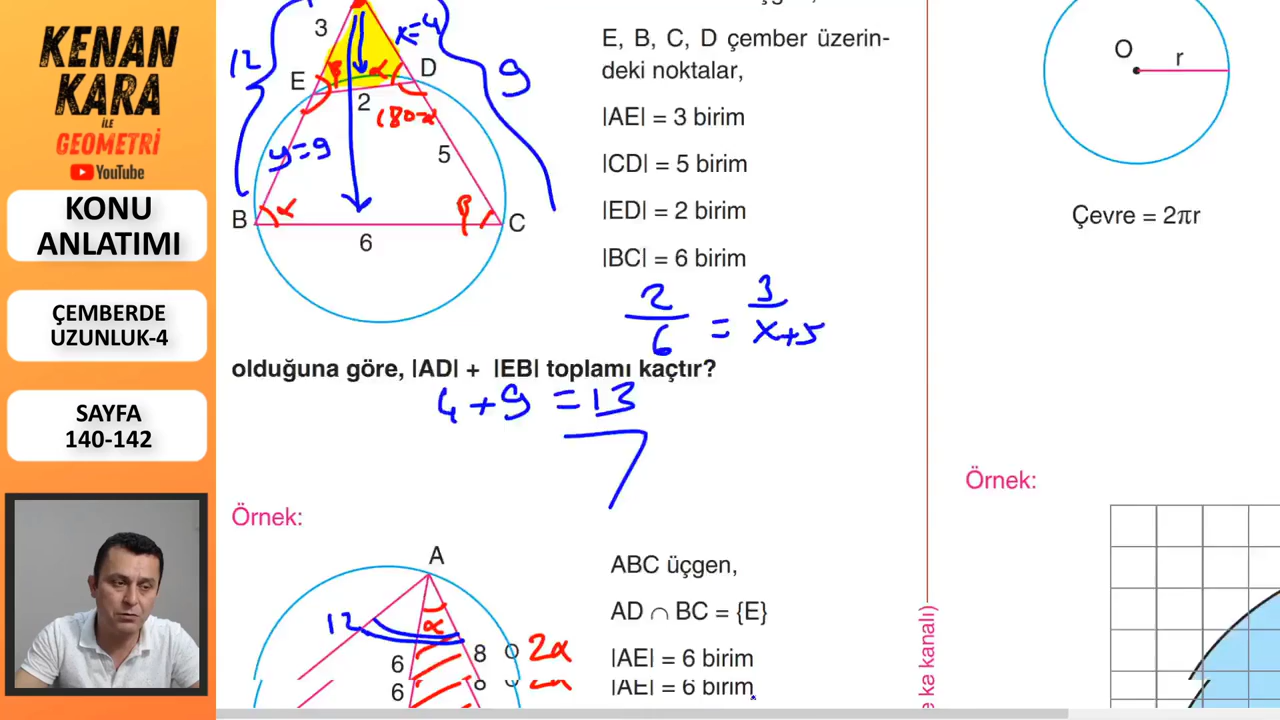 KENAN
KARA
İLE
GEOMETRİ
YouTube
KONU
ANLATIMI
ÇEMBERDE
UZUNLUK-4
SAYFA
140-142
E, B, C, D çember üzerin-
deki noktalar,
|AE| = 3 birim
|CD| = 5 birim
|ED| = 2 birim
|BC| = 6 birim
2/6 = 3/x+5
olduğuna göre, |AD| + |EB| toplamı kaçtır?
4 + 9 = 13
12
3
x=4
9
E
β
α
D
2
180-α
y=9
5
B
α
β
C
6
Örnek:
A
12
α
6
8
2α
6
8
ABC üçgen,
AD ∩ BC = {E}
|AE| = 6 birim
|AE| = 6 birim
O
r
Çevre = 2πr
Örnek: